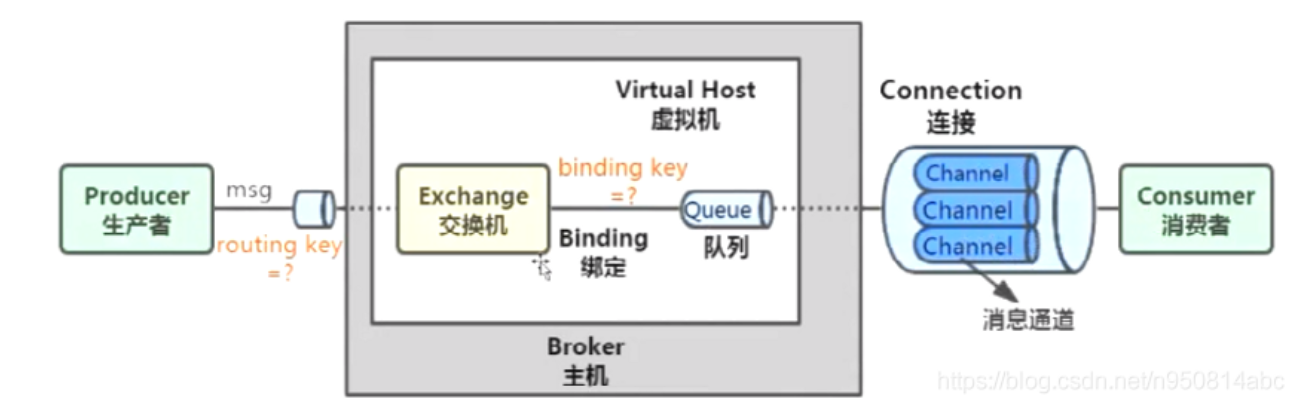 Producer
生产者
msg
routing key
=?
Broker
主机
Virtual Host
虚拟机
Exchange
交换机
binding key
=?
Binding
绑定
Queue
队列
Connection
连接
Channel
Channel
Channel
消息通道
Consumer
消费者
https://blog.csdn.net/n950814abc